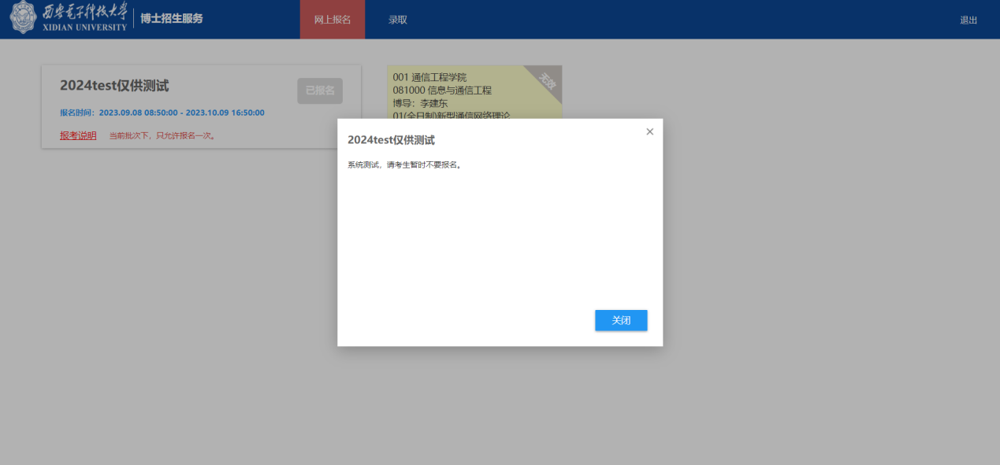 西安电子科技大学
XIDIAN UNIVERSITY
博士招生服务
网上报名
录取
退出
2024test仅供测试
已报名
报名时间：2023.09.08 08:50:00 - 2023.10.09 16:50:00
报考说明 当前批次下，只允许报名一次。
001 通信工程学院
081000 信息与通信工程
博导：李建东
01(全日制)新型通信网络理论
无效
2024test仅供测试
×
系统测试，请考生暂时不要报名。
关闭